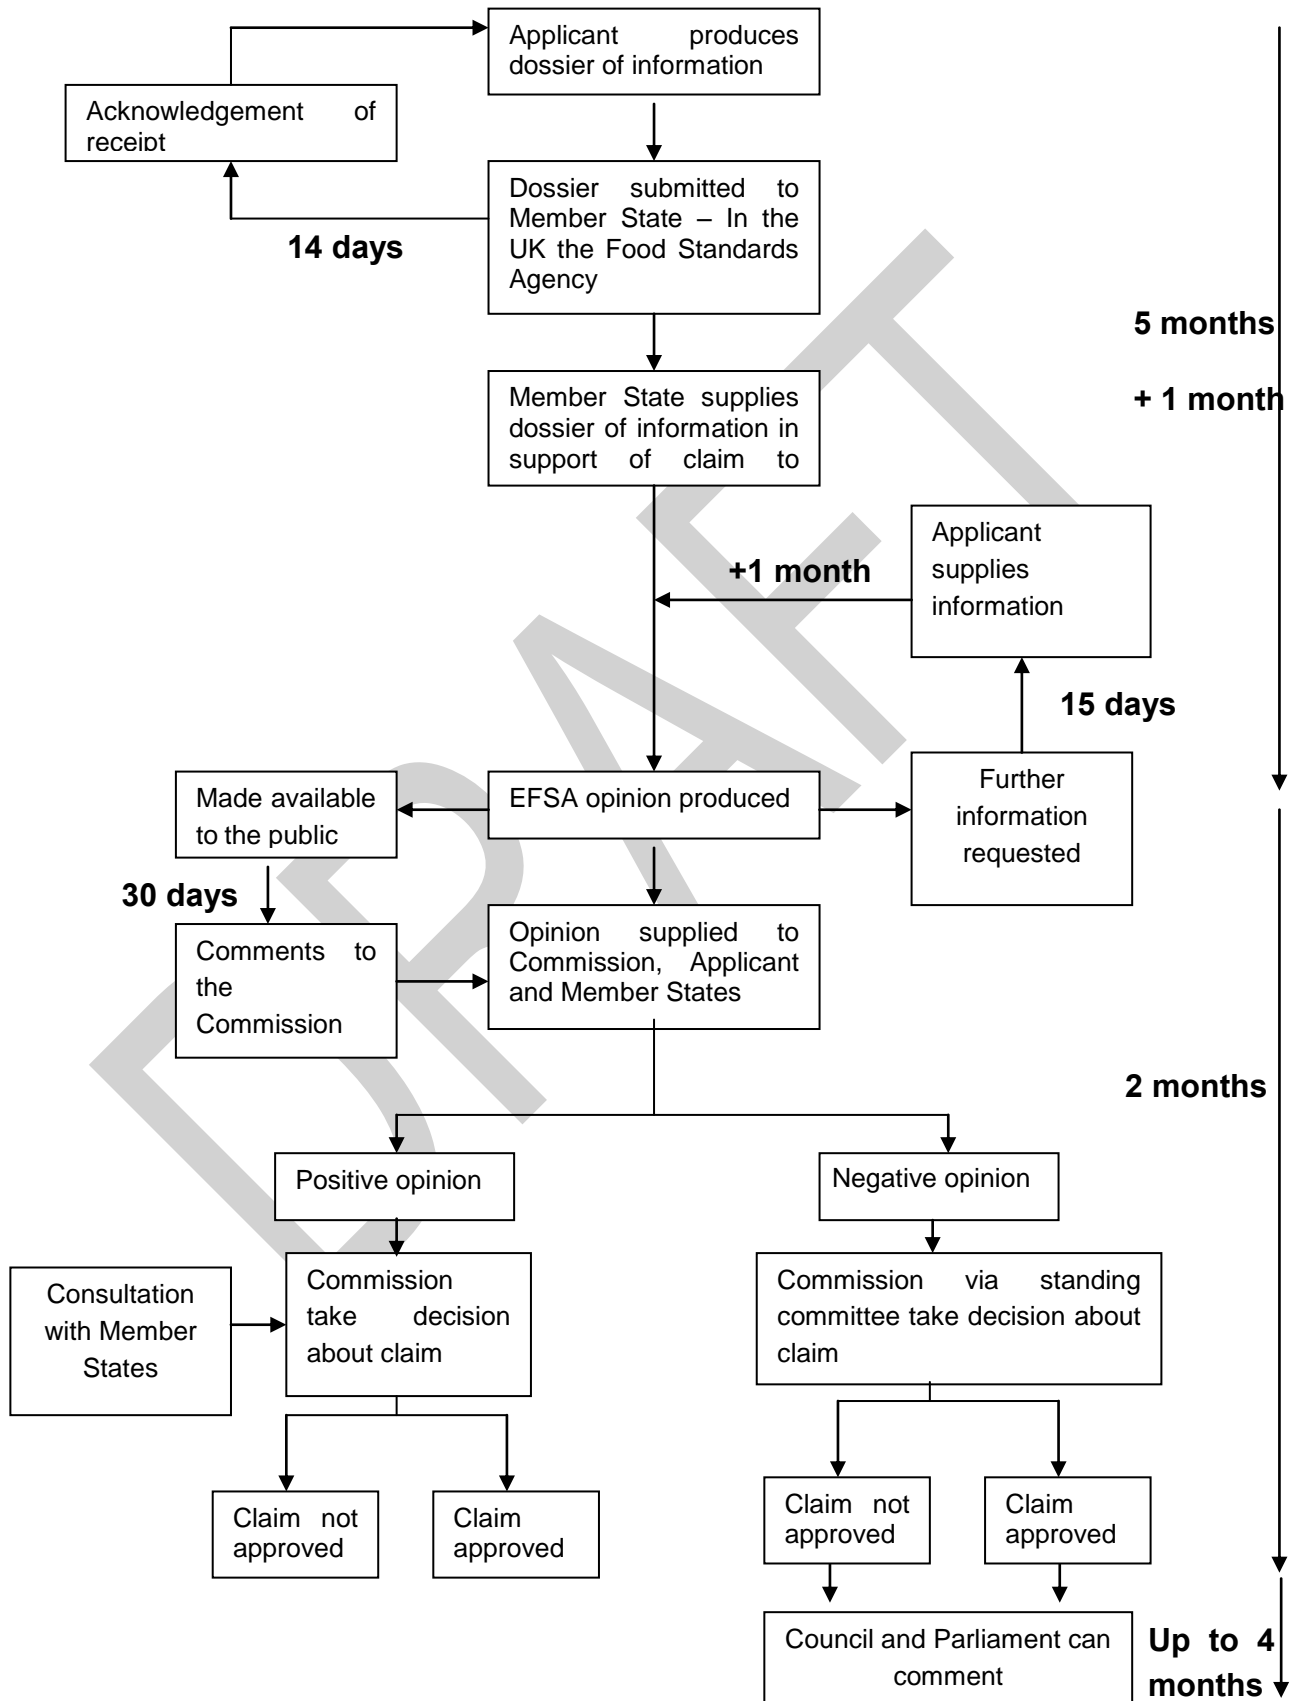 Applicant produces
dossier of information
Acknowledgement of
receipt
Dossier submitted to
Member State – In the
UK the Food Standards
Agency
14 days
5 months
+ 1 month
Member State supplies
dossier of information in
support of claim to
Applicant
supplies
information
+1 month
15 days
Further
information
requested
EFSA opinion produced
Made available
to the public
30 days
Comments to
the
Commission
Opinion supplied to
Commission, Applicant
and Member States
2 months
Positive opinion
Negative opinion
Consultation
with Member
States
Commission
take decision
about claim
Commission via standing
committee take decision about
claim
Claim not
approved
Claim
approved
Claim not
approved
Claim
approved
Council and Parliament can
comment
Up to 4
months
DRAFT